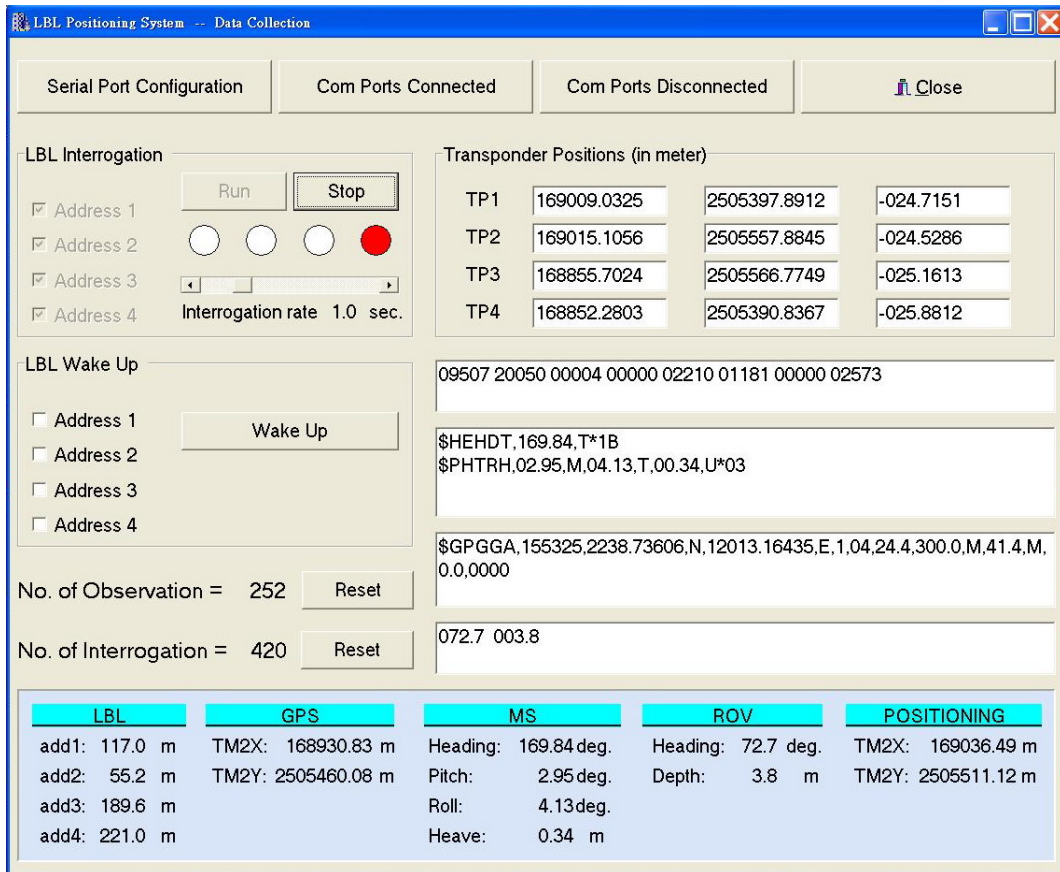 LBL Positioning System -- Data Collection
Serial Port Configuration
Com Ports Connected
Com Ports Disconnected
Close
LBL Interrogation
Address 1
Address 2
Address 3
Address 4
Run
Stop
Interrogation rate 1.0 sec.
Transponder Positions (in meter)
TP1 169009.0325 2505397.8912 -024.7151
TP2 169015.1056 2505557.8845 -024.5286
TP3 168855.7024 2505566.7749 -025.1613
TP4 168852.2803 2505390.8367 -025.8812
LBL Wake Up
Address 1
Address 2
Address 3
Address 4
Wake Up
09507 20050 00004 00000 02210 01181 00000 02573
$HEHDT,169.84,T*1B
$PHTRH,02.95,M,04.13,T,00.34,U*03
$GPGGA,155325,2238.73606,N,12013.16435,E,1,04,24.4,300.0,M,41.4,M,
0.0,0000
072.7 003.8
No. of Observation = 252 Reset
No. of Interrogation = 420 Reset
LBL
add1: 117.0 m
add2: 55.2 m
add3: 189.6 m
add4: 221.0 m
GPS
TM2X: 168930.83 m
TM2Y: 2505460.08 m
MS
Heading: 169.84 deg.
Pitch: 2.95 deg.
Roll: 4.13 deg.
Heave: 0.34 m
ROV
Heading: 72.7 deg.
Depth: 3.8 m
POSITIONING
TM2X: 169036.49 m
TM2Y: 2505511.12 m